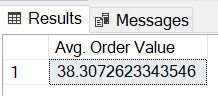 Results Messages
Avg. Order Value
1 38.3072623343546